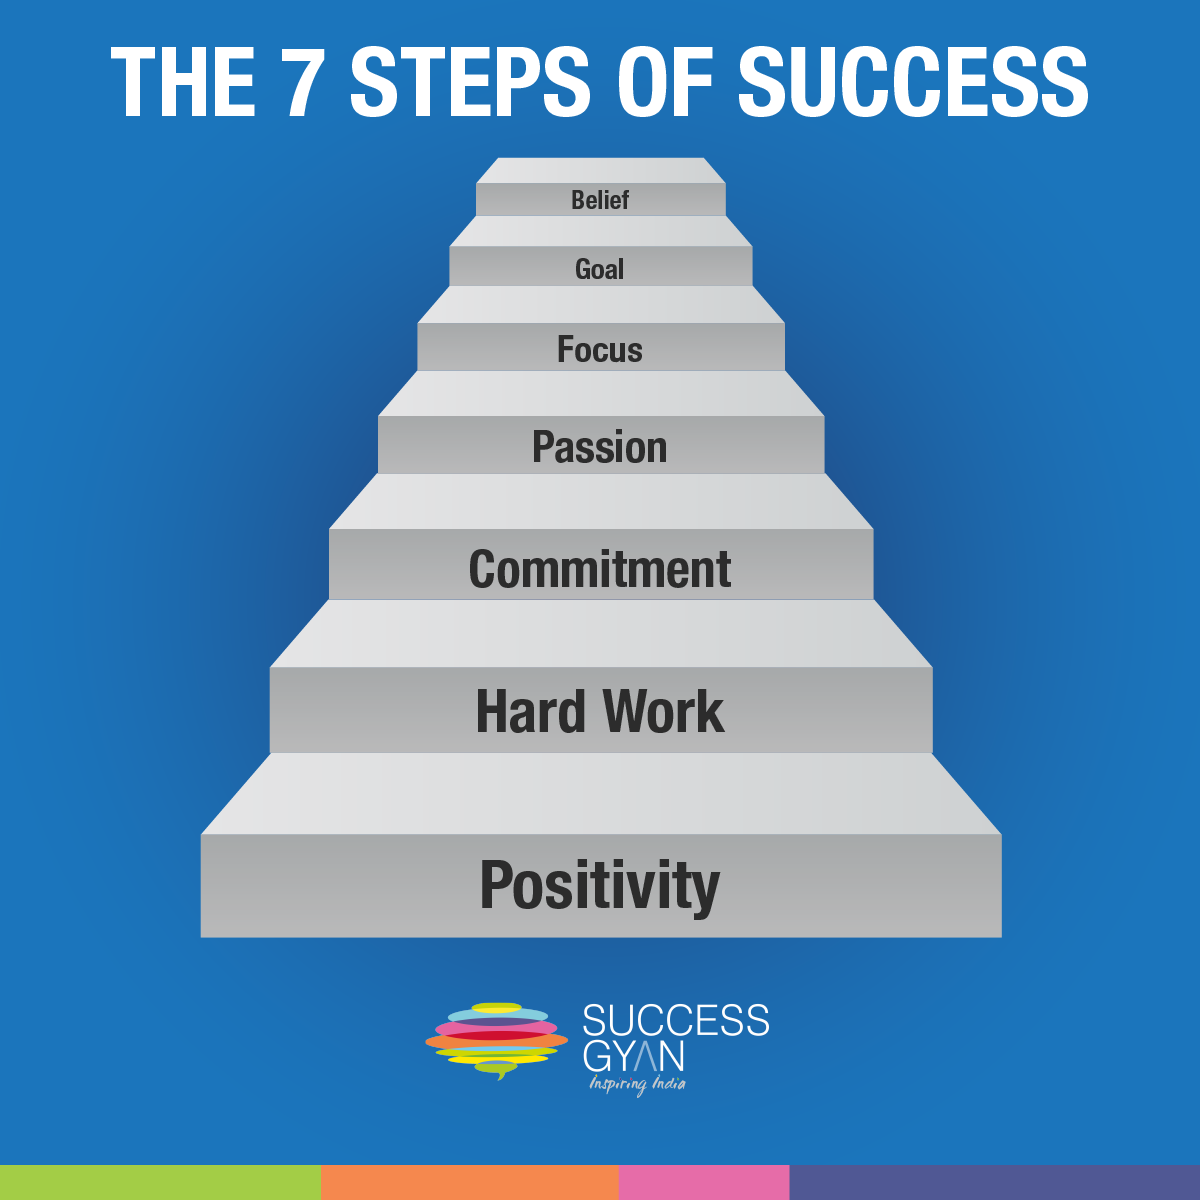 THE 7 STEPS OF SUCCESS
Belief
Goal
Focus
Passion
Commitment
Hard Work
Positivity
SUCCESS
GYAN
Inspiring India